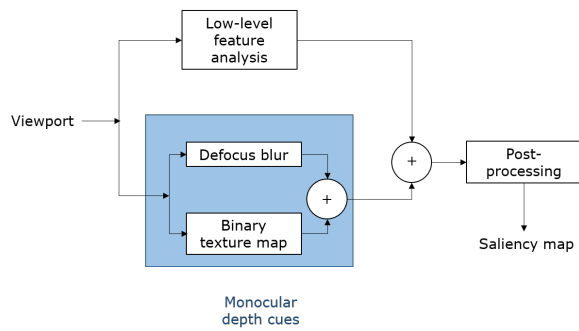 Low-level
feature
analysis
Viewport
Defocus blur
+
+
Post-
processing
Binary
texture map
Saliency map
Monocular
depth cues